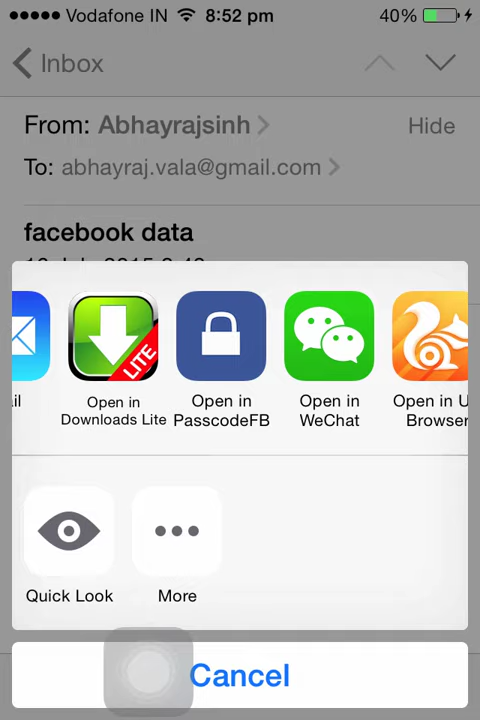 Vodafone IN 8:52 pm 40%
Inbox
From: Abhayrajsinh Hide
To: abhayraj.vala@gmail.com
facebook data
LITE
il Open in Open in Open in Open in U
Downloads Lite PasscodeFB WeChat Browser
Quick Look More
Cancel